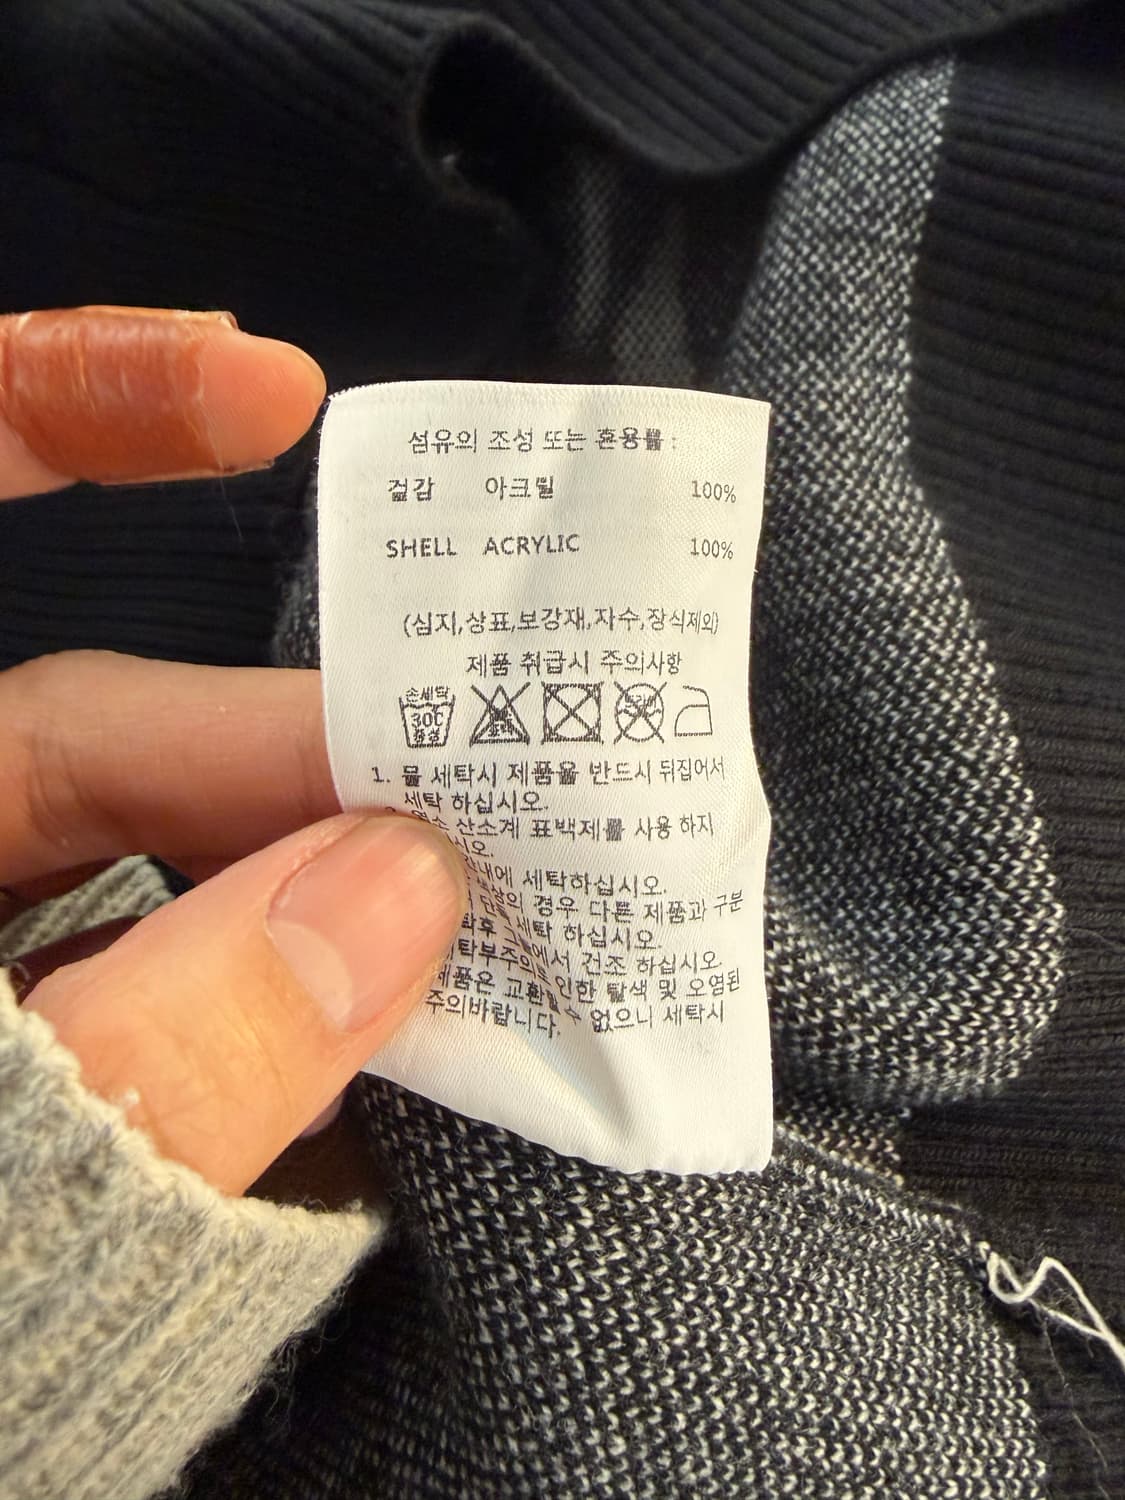 섬유의 조성 또는 혼용률 :
겉감 아크릴 100%
SHELL ACRYLIC 100%
(심지,상표,보강재,자수,장식제외)
제품 취급시 주의사항
손세탁
30℃
중성
1. 물 세탁시 제품을 반드시 뒤집어서
세탁 하십시오.
산소계 표백제를 사용 하지
시오.
세탁하십시오.
경우 다른 제품과 구분
세탁 하십시오.
에서 건조 하십시오.
제품은 인한 탈색 및 오염된
없으니 세탁시
주의바랍니다.